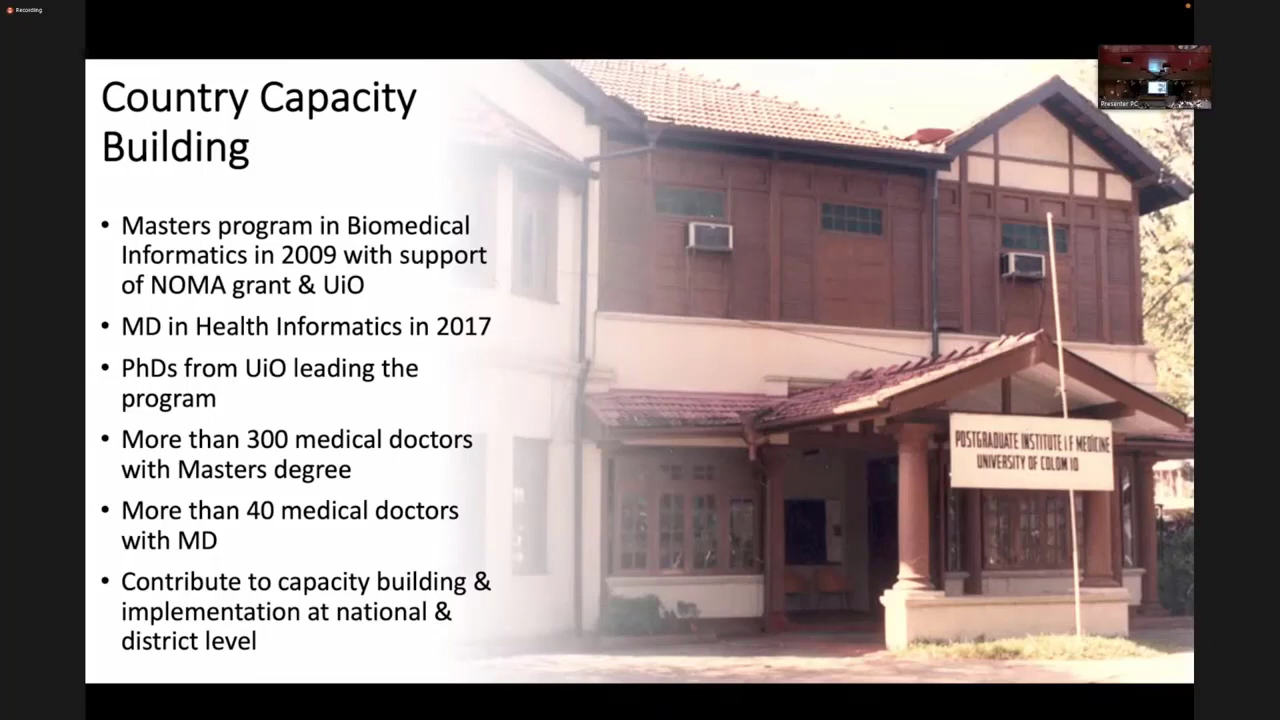 Recording
Presenter PC
Country Capacity
Building
• Masters program in Biomedical
Informatics in 2009 with support
of NOMA grant & UiO
• MD in Health Informatics in 2017
• PhDs from UiO leading the
program
• More than 300 medical doctors
with Masters degree
• More than 40 medical doctors
with MD
• Contribute to capacity building &
implementation at national &
district level
POSTGRADUATE INSTITUTE OF MEDICINE
UNIVERSITY OF COLOMBO